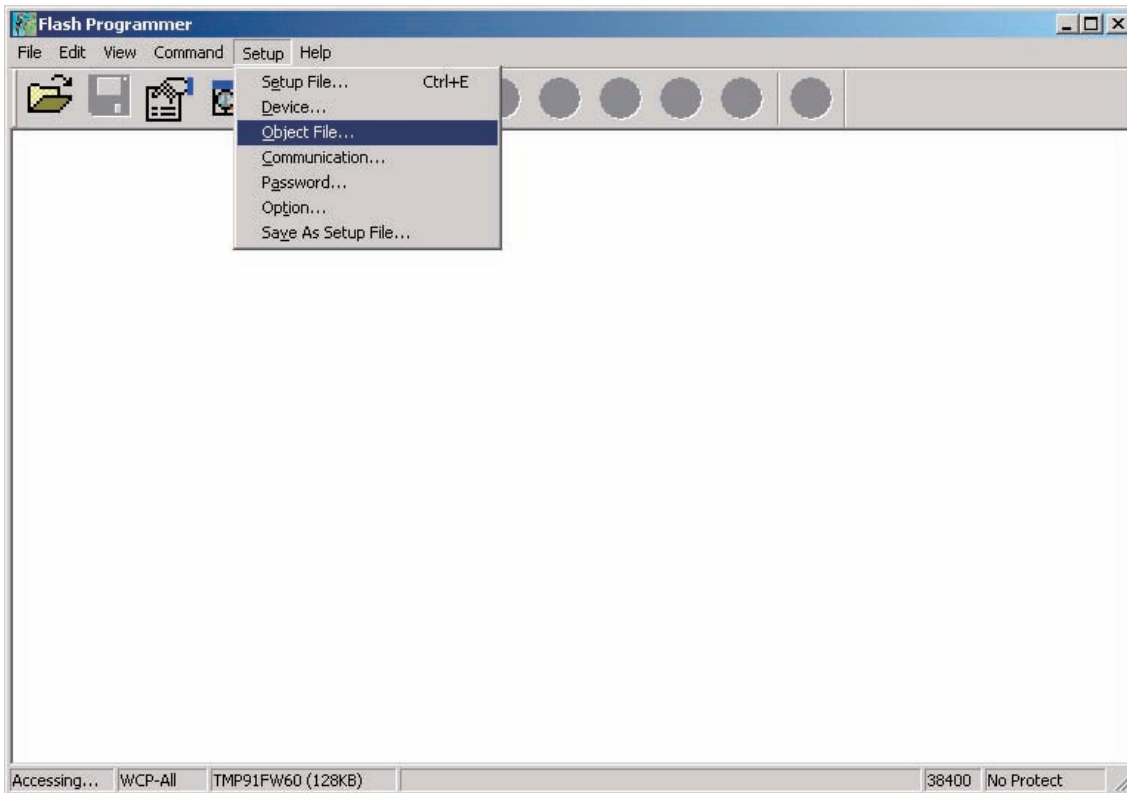 Flash Programmer
File Edit View Command Setup Help
Setup File... Ctrl+E
Device...
Object File...
Communication...
Password...
Option...
Save As Setup File...
Accessing... WCP-All TMP91FW60 (128KB) 38400 No Protect